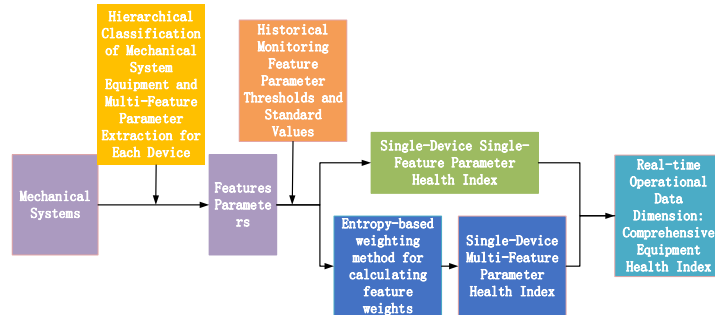 Hierarchical
Classification
of Mechanical
System
Equipment and
Multi-Feature
Parameter
Extraction for
Each Device
Historical
Monitoring
Feature
Parameter
Thresholds and
Standard
Values
Mechanical
Systems
Features
Paramete
rs
Single-Device Single-
Feature Parameter
Health Index
Entropy-based
weighting
method for
calculating
feature
weights
Single-Device
Multi-Feature
Parameter
Health Index
Real-time
Operational
Data
Dimension:
Comprehensive
Equipment
Health Index